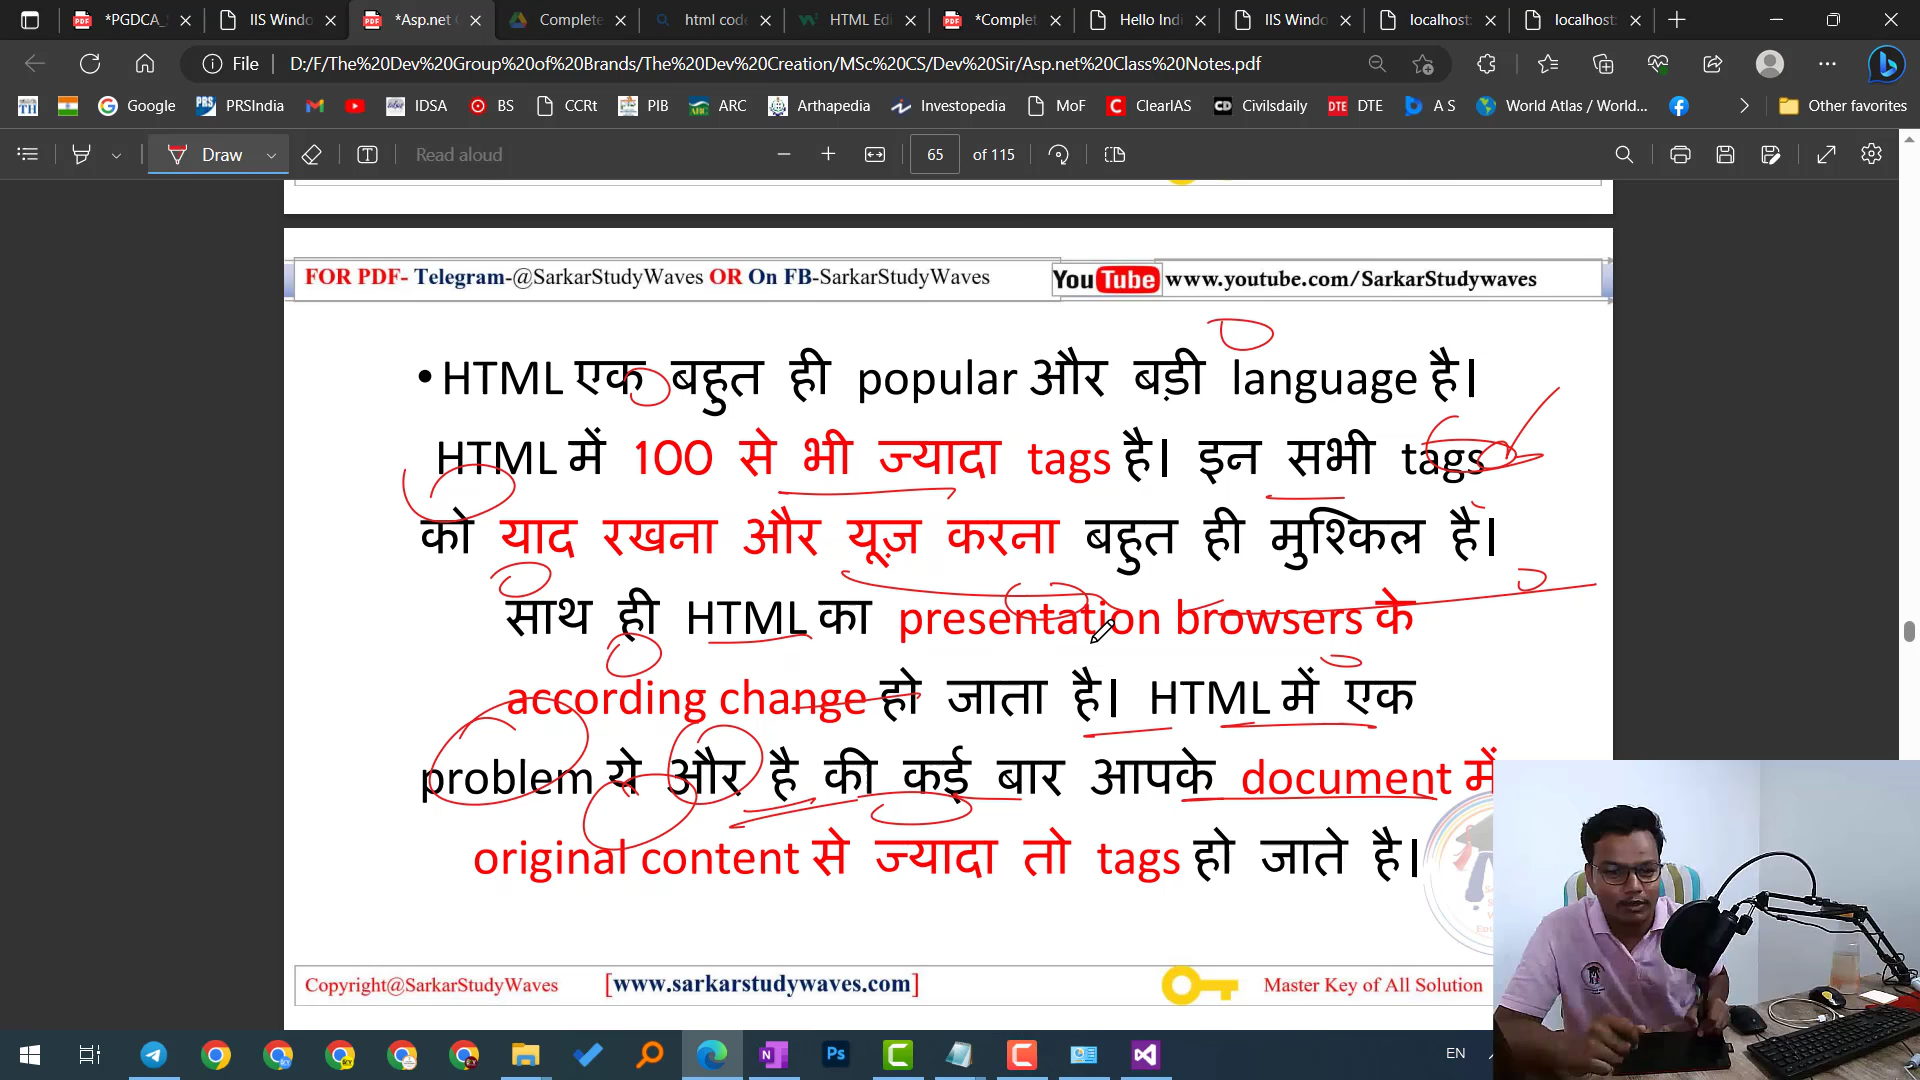 *PGDCA_
IIS Windo
*Asp.net
Complete
html code
HTML Edi
*Complet
Hello Indi
IIS Windo
localhost:
localhost:
File
D:/F/The%20Dev%20Group%20of%20Brands/The%20Dev%20Creation/MSc%20CS/Dev%20Sir/Asp.net%20Class%20Notes.pdf
TH
Google
PRS PRSIndia
IDSA
BS
CCRt
PIB
ARC
Arthapedia
Investopedia
MoF
C ClearIAS
CD Civilsdaily
DTE DTE
A S
World Atlas / World...
Other favorites
Draw
Read aloud
65 of 115
FOR PDF- Telegram-@SarkarStudyWaves OR On FB-SarkarStudyWaves
YouTube www.youtube.com/SarkarStudywaves
• HTML एक बहुत ही popular और बड़ी language है।
HTML में 100 से भी ज्यादा tags है। इन सभी tags
को याद रखना और यूज़ करना बहुत ही मुश्किल है।
साथ ही HTML का presentation browsers के
according change हो जाता है। HTML में एक
problem ये और है की कई बार आपके document में
original content से ज्यादा तो tags हो जाते है।
Copyright@SarkarStudyWaves
[www.sarkarstudywaves.com]
Master Key of All Solution
N
Ps
C
C
EN